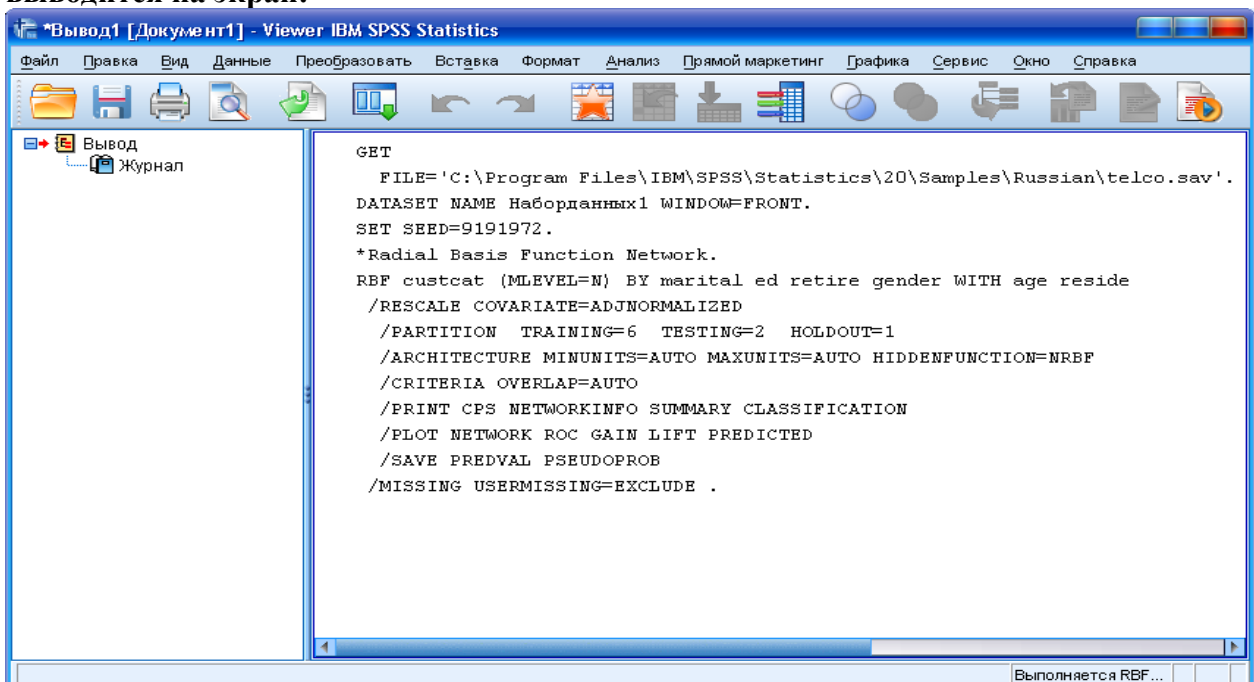 выводится на экран:
*Вывод1 [Документ1] - Viewer IBM SPSS Statistics
Файл Правка Вид Данные Преобразовать Вставка Формат Анализ Прямой маркетинг Графика Сервис Окно Справка
Вывод
Журнал
GET
FILE='C:\Program Files\IBM\SPSS\Statistics\20\Samples\Russian\telco.sav'.
DATASET NAME Наборданных1 WINDOW=FRONT.
SET SEED=9191972.
*Radial Basis Function Network.
RBF custcat (MLEVEL=N) BY marital ed retire gender WITH age reside
/RESCALE COVARIATE=ADJNORMALIZED
/PARTITION TRAINING=6 TESTING=2 HOLDOUT=1
/ARCHITECTURE MINUNITS=AUTO MAXUNITS=AUTO HIDDENFUNCTION=NRBF
/CRITERIA OVERLAP=AUTO
/PRINT CPS NETWORKINFO SUMMARY CLASSIFICATION
/PLOT NETWORK ROC GAIN LIFT PREDICTED
/SAVE PREDVAL PSEUDOPROB
/MISSING USERMISSING=EXCLUDE .
Выполняется RBF...